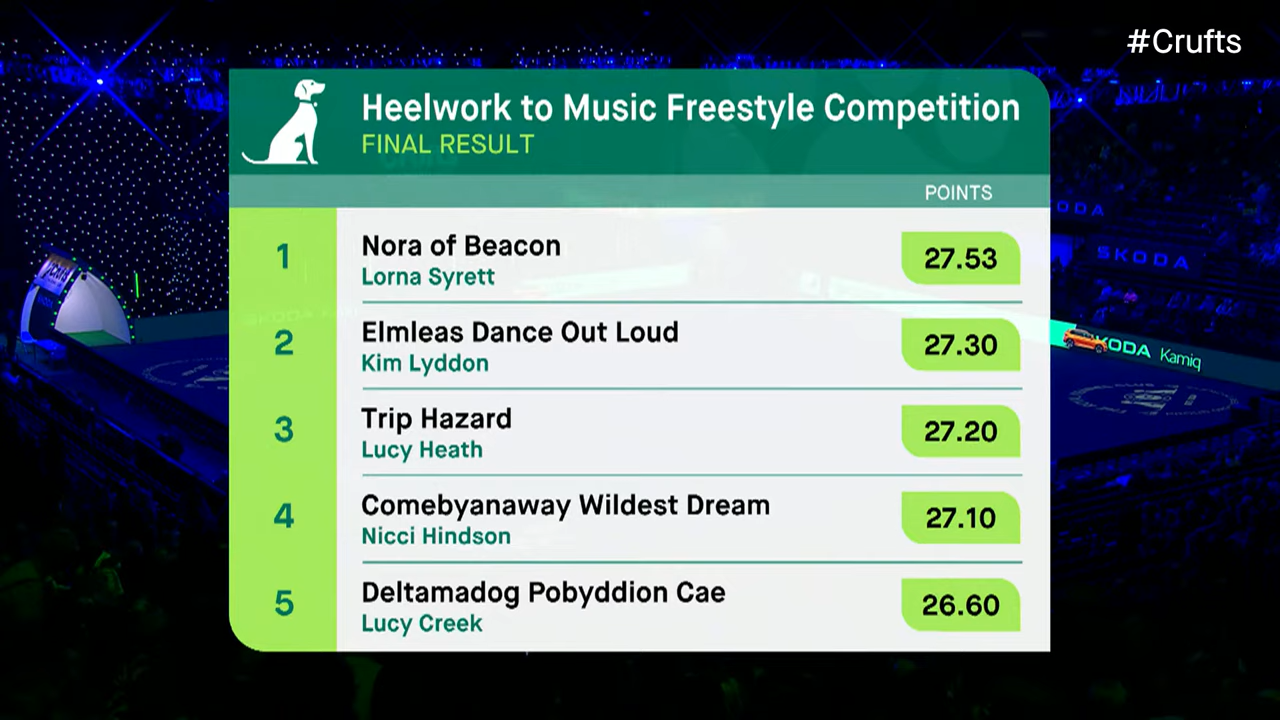 #Crufts
Heelwork to Music Freestyle Competition
FINAL RESULT
POINTS
1 Nora of Beacon 27.53
Lorna Syrett
2 Elmleas Dance Out Loud 27.30
Kim Lyddon
3 Trip Hazard 27.20
Lucy Heath
4 Comebyanaway Wildest Dream 27.10
Nicci Hindson
5 Deltamadog Pobyddion Cae 26.60
Lucy Creek
SKODA
SKODA Kamiq